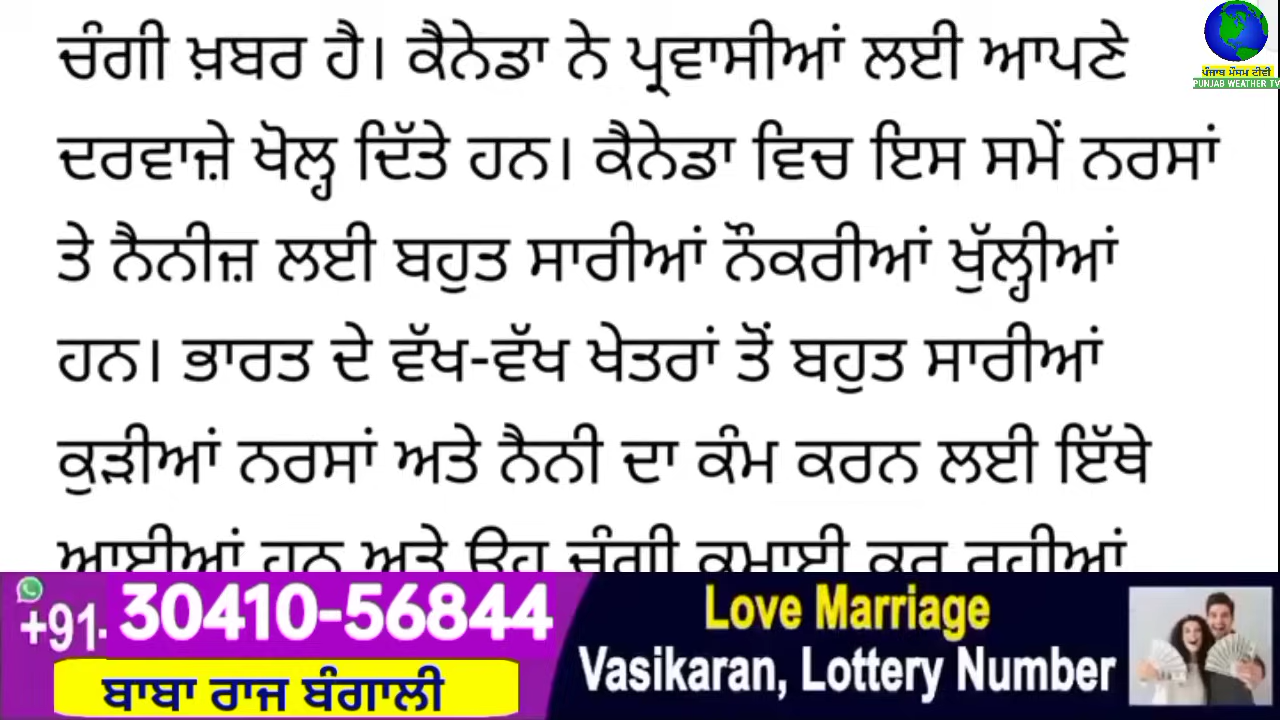 ਚੰਗੀ ਖ਼ਬਰ ਹੈ। ਕੈਨੇਡਾ ਨੇ ਪ੍ਰਵਾਸੀਆਂ ਲਈ ਆਪਣੇ
ਪੰਜਾਬ ਮੌਸਮ ਟੀਵੀ
PUNJAB WEATHER TV
ਦਰਵਾਜ਼ੇ ਖੋਲ੍ਹ ਦਿੱਤੇ ਹਨ। ਕੈਨੇਡਾ ਵਿਚ ਇਸ ਸਮੇਂ ਨਰਸਾਂ
ਤੇ ਨੈਨੀਜ਼ ਲਈ ਬਹੁਤ ਸਾਰੀਆਂ ਨੌਕਰੀਆਂ ਖੁੱਲ੍ਹੀਆਂ
ਹਨ। ਭਾਰਤ ਦੇ ਵੱਖ-ਵੱਖ ਖੇਤਰਾਂ ਤੋਂ ਬਹੁਤ ਸਾਰੀਆਂ
ਕੁੜੀਆਂ ਨਰਸਾਂ ਅਤੇ ਨੈਨੀ ਦਾ ਕੰਮ ਕਰਨ ਲਈ ਇੱਥੇ
ਆਈਆਂ ਹਨ ਅਤੇ ਉਹ ਚੰਗੀ ਕਮਾਈ ਕਰ ਰਹੀਆਂ
+91. 30410-56844
ਬਾਬਾ ਰਾਜ ਬੰਗਾਲੀ
Love Marriage
Vasikaran, Lottery Number